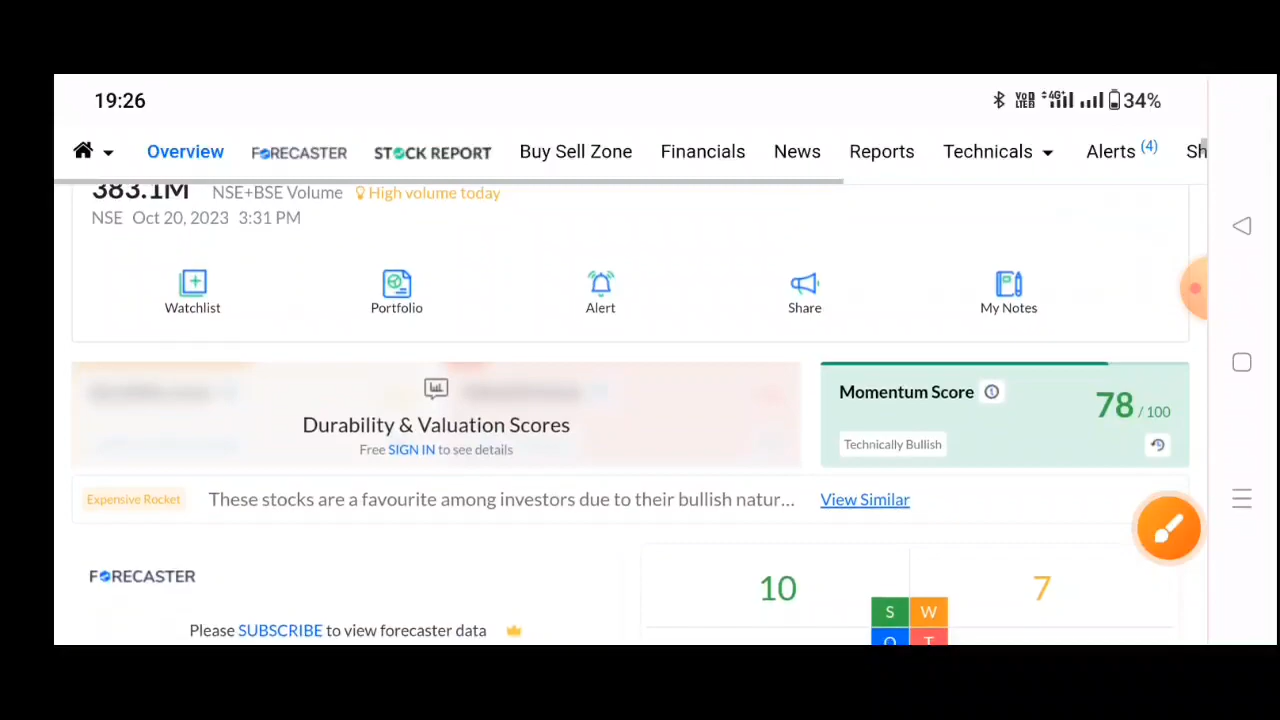 19:26 VoD LTE 4G+ 34%
Overview FORECASTER STOCK REPORT Buy Sell Zone Financials News Reports Technicals Alerts (4) Sh
383.1M NSE+BSE Volume High volume today
NSE Oct 20, 2023 3:31 PM
Watchlist Portfolio Alert Share My Notes
Durability & Valuation Scores
Free SIGN IN to see details
Momentum Score 78 / 100
Technically Bullish
Expensive Rocket These stocks are a favourite among investors due to their bullish natur... View Similar
FORECASTER
Please SUBSCRIBE to view forecaster data
10 7
S W
O T